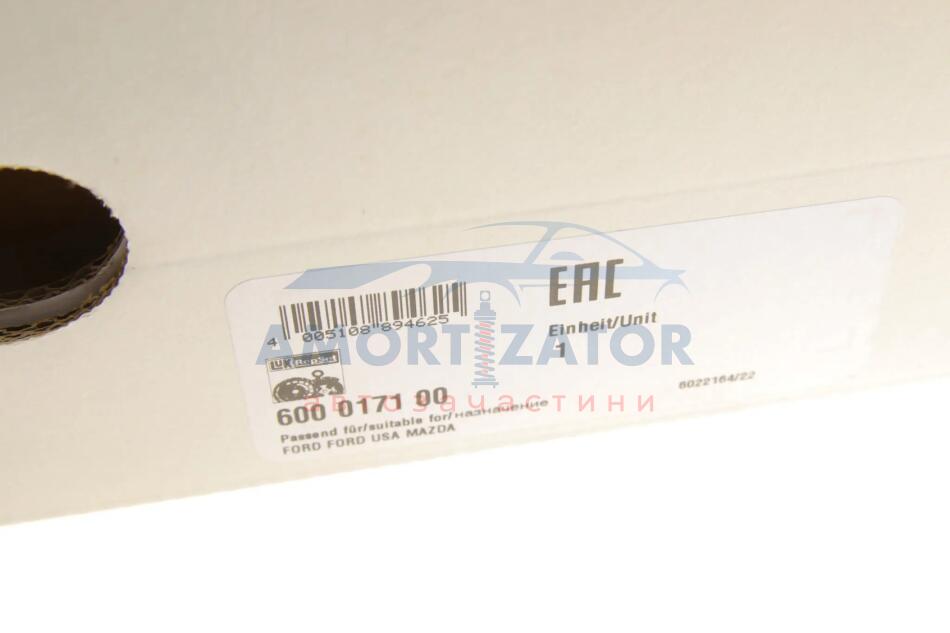 EAC
4 005108 894625
Einheit/Unit
1
AMORTIZATOR
LUK RepSet
600 0171 00
автозапчастини
6022164/22
Passend für/suitable for/назначение
FORD FORD USA MAZDA